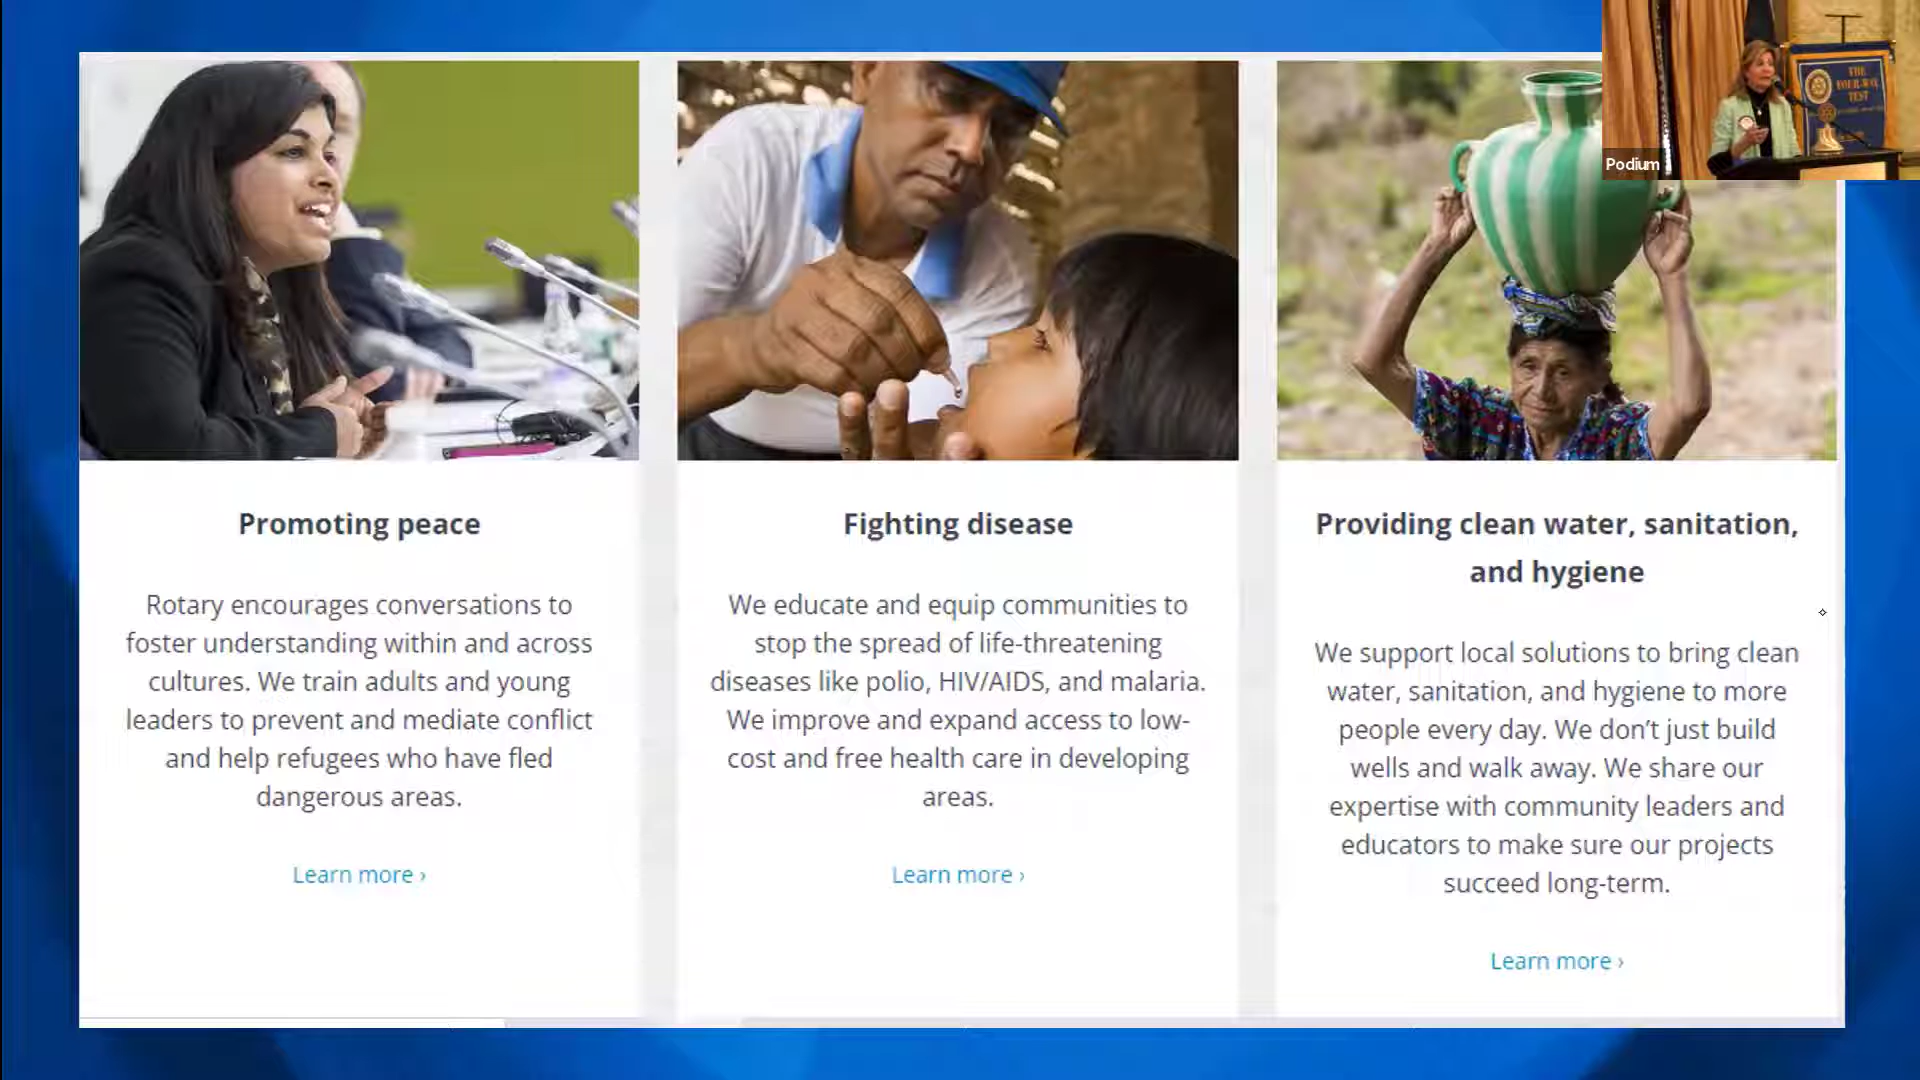 Promoting peace
Rotary encourages conversations to
foster understanding within and across
cultures. We train adults and young
leaders to prevent and mediate conflict
and help refugees who have fled
dangerous areas.
Learn more ›
Fighting disease
We educate and equip communities to
stop the spread of life-threatening
diseases like polio, HIV/AIDS, and malaria.
We improve and expand access to low-
cost and free health care in developing
areas.
Learn more ›
Providing clean water, sanitation,
and hygiene
We support local solutions to bring clean
water, sanitation, and hygiene to more
people every day. We don’t just build
wells and walk away. We share our
expertise with community leaders and
educators to make sure our projects
succeed long-term.
Learn more ›
Podium
THE
FOUR-WAY
TEST